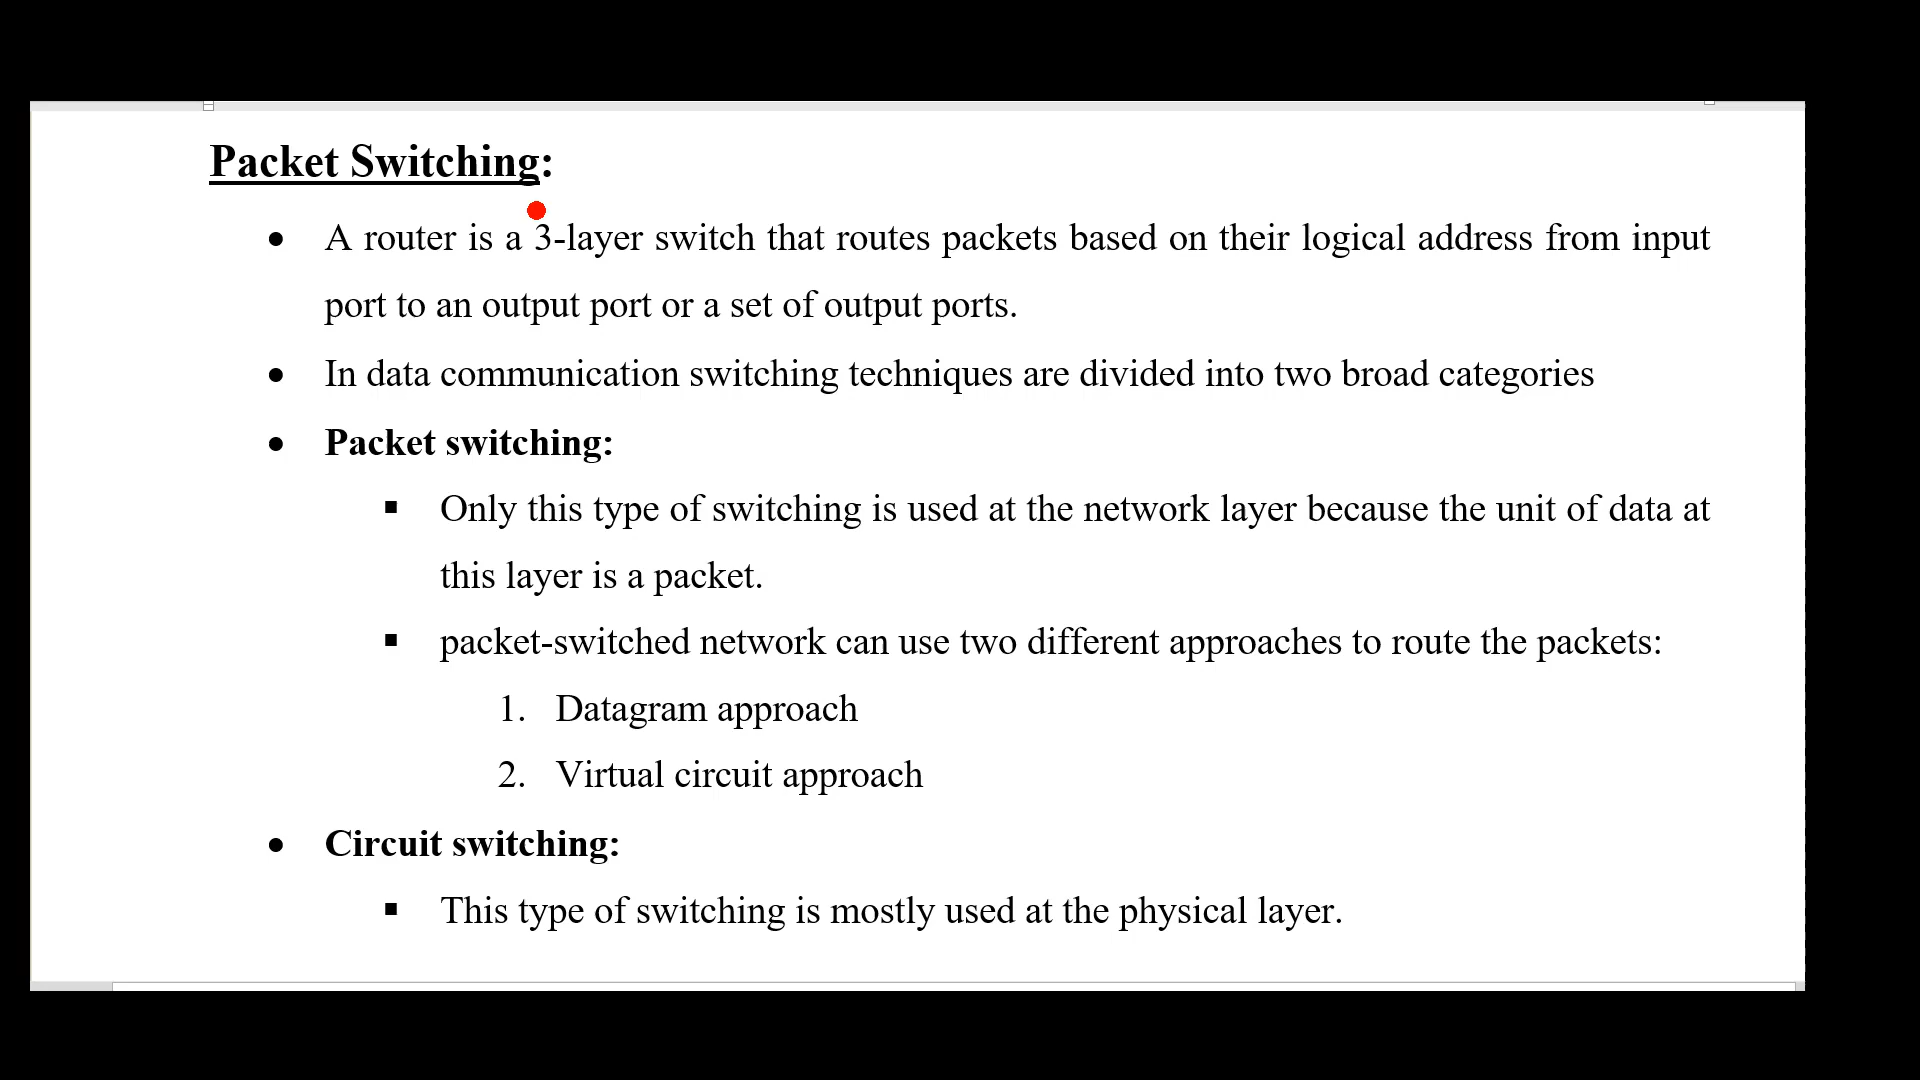 Packet Switching:
• A router is a 3-layer switch that routes packets based on their logical address from input
port to an output port or a set of output ports.
• In data communication switching techniques are divided into two broad categories
• Packet switching:
▪ Only this type of switching is used at the network layer because the unit of data at
this layer is a packet.
▪ packet-switched network can use two different approaches to route the packets:
1. Datagram approach
2. Virtual circuit approach
• Circuit switching:
▪ This type of switching is mostly used at the physical layer.